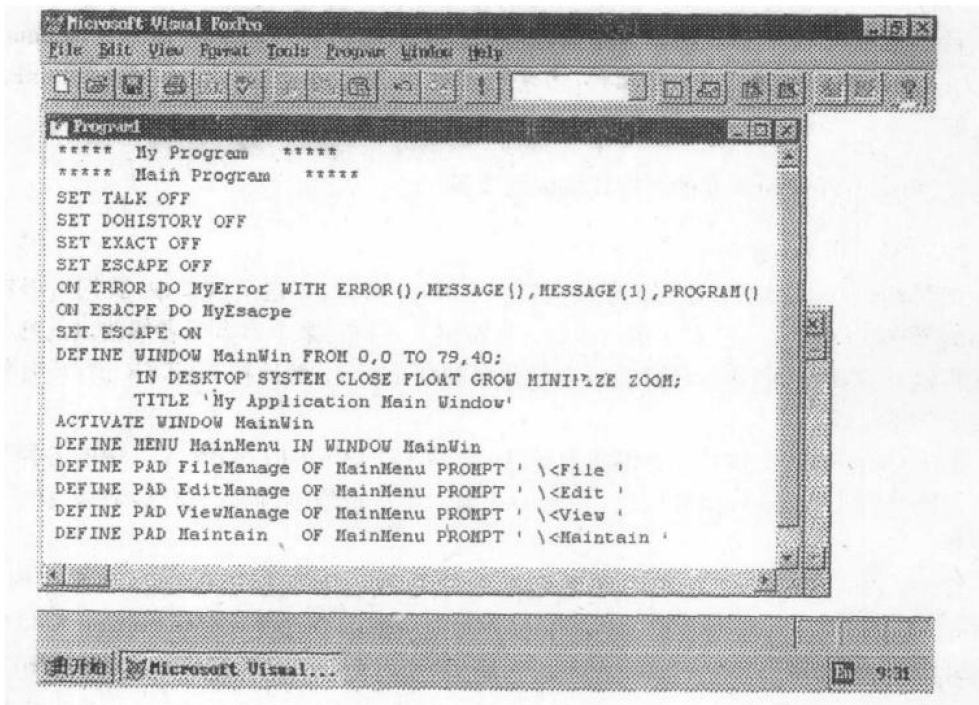 Microsoft Visual FoxPro
File Edit View Format Tools Program Window Help
Program1
***** My Program *****
***** Main Program *****
SET TALK OFF
SET DOHISTORY OFF
SET EXACT OFF
SET ESCAPE OFF
ON ERROR DO MyError WITH ERROR(),MESSAGE(),MESSAGE(1),PROGRAM()
ON ESACPE DO MyEsacpe
SET ESCAPE ON
DEFINE WINDOW MainWin FROM 0,0 TO 79,40;
IN DESKTOP SYSTEM CLOSE FLOAT GROW MINIMIZE ZOOM;
TITLE 'My Application Main Window'
ACTIVATE WINDOW MainWin
DEFINE MENU MainMenu IN WINDOW MainWin
DEFINE PAD FileManage OF MainMenu PROMPT ' \<File '
DEFINE PAD EditManage OF MainMenu PROMPT ' \<Edit '
DEFINE PAD ViewManage OF MainMenu PROMPT ' \<View '
DEFINE PAD Maintain OF MainMenu PROMPT ' \<Maintain '
开始 Microsoft Visual... En 9:31